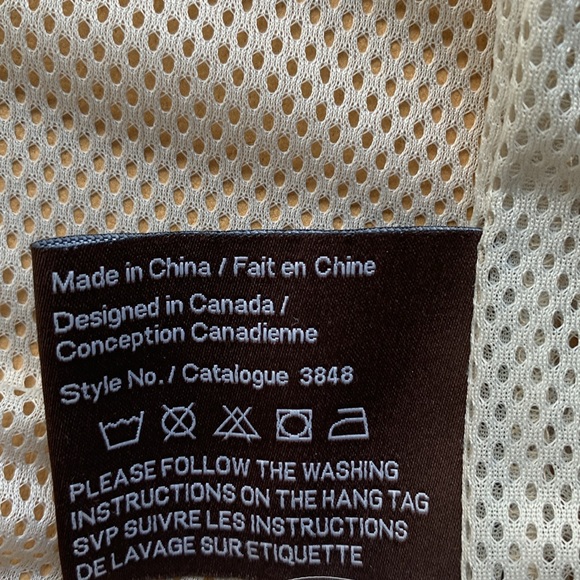 Made in China / Fait en Chine
Designed in Canada /
Conception Canadienne
Style No./ Catalogue 3848
PLEASE FOLLOW THE WASHING
INSTRUCTIONS ON THE HANG TAG
SVP SUIVRE LES INSTRUCTIONS
DE LAVAGE SUR ETIQUETTE